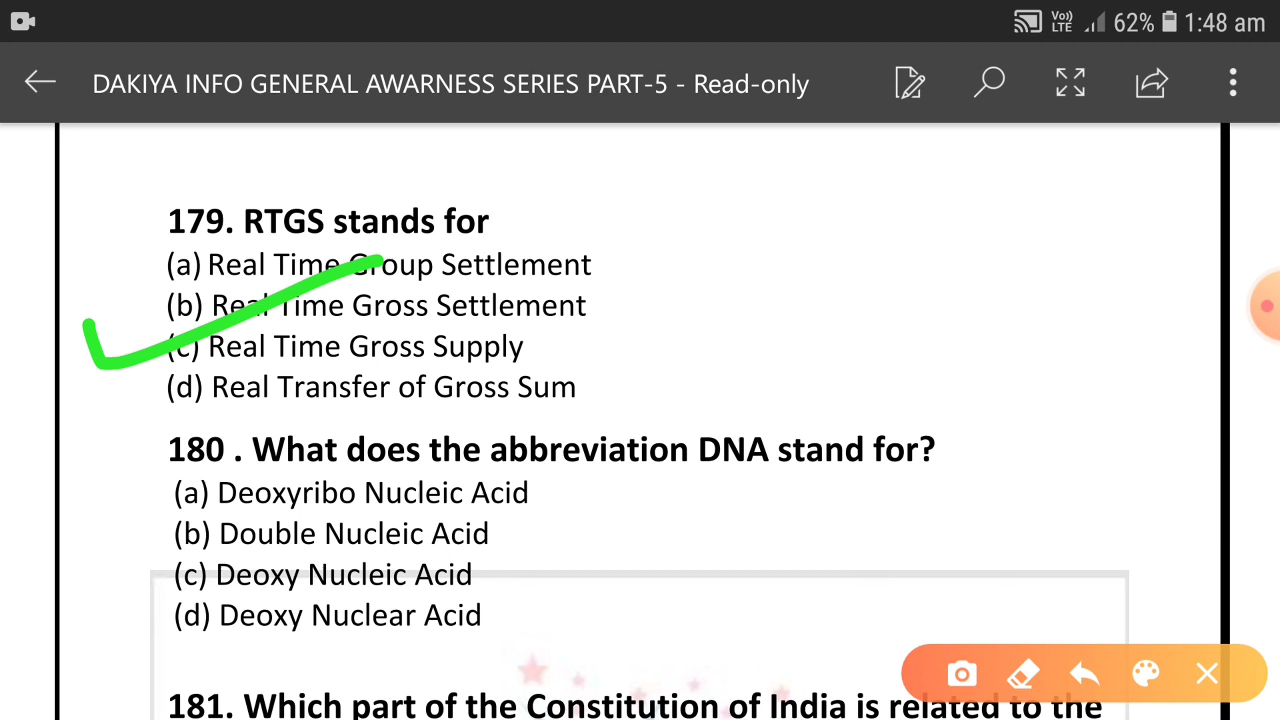 Vo)) LTE 62% 1:48 am
DAKIYA INFO GENERAL AWARNESS SERIES PART-5 - Read-only
179. RTGS stands for
(a) Real Time Group Settlement
(b) Real Time Gross Settlement
(c) Real Time Gross Supply
(d) Real Transfer of Gross Sum
180 . What does the abbreviation DNA stand for?
(a) Deoxyribo Nucleic Acid
(b) Double Nucleic Acid
(c) Deoxy Nucleic Acid
(d) Deoxy Nuclear Acid
181. Which part of the Constitution of India is related to the